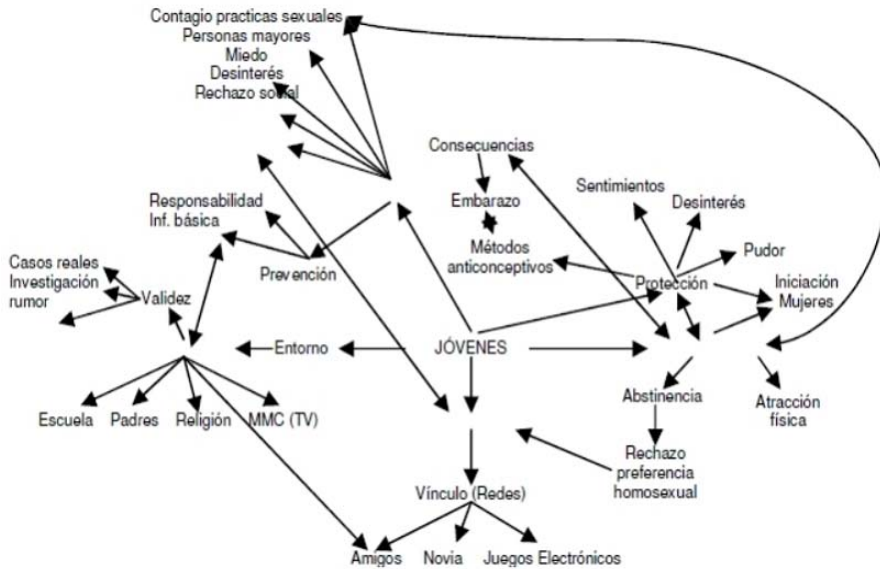 Contagio practicas sexuales
Personas mayores
Miedo
Desinterés
Rechazo social
Consecuencias
Sentimientos
Desinterés
Responsabilidad
Inf. básica
Embarazo
Pudor
Métodos
anticonceptivos
Casos reales
Investigación
rumor
Validez
Prevención
Protección
Iniciación
Mujeres
Entorno
JÓVENES
Escuela
Padres
Religión
MMC (TV)
Abstinencia
Atracción
física
Rechazo
preferencia
homosexual
Vínculo (Redes)
Amigos
Novia
Juegos Electrónicos